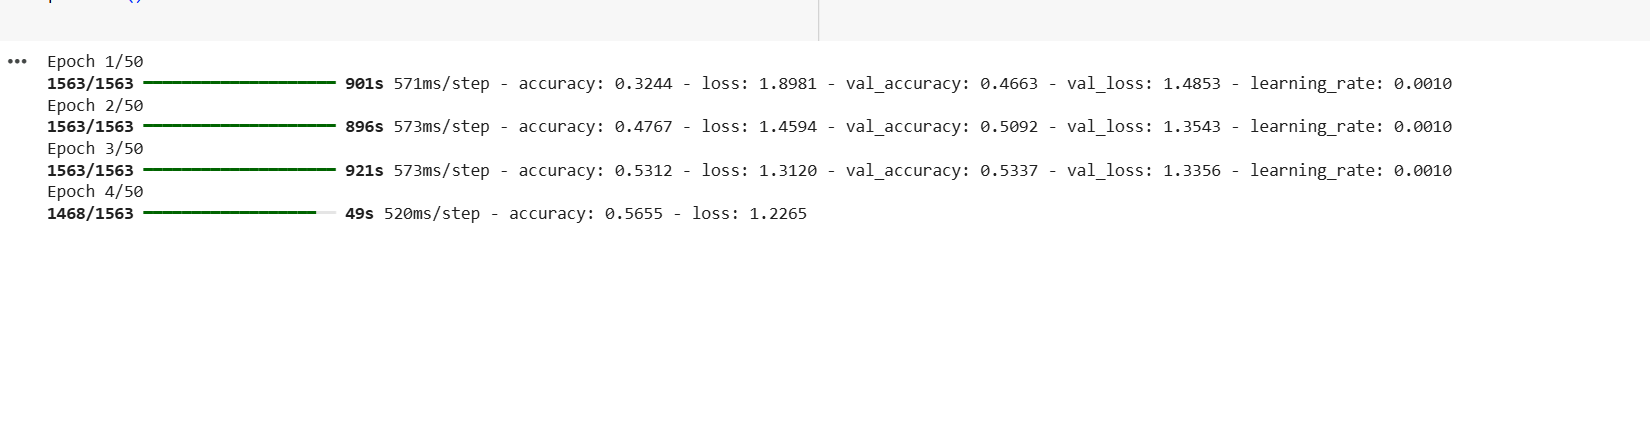 Epoch 1/50
1563/1563 901s 571ms/step - accuracy: 0.3244 - loss: 1.8981 - val_accuracy: 0.4663 - val_loss: 1.4853 - learning_rate: 0.0010
Epoch 2/50
1563/1563 896s 573ms/step - accuracy: 0.4767 - loss: 1.4594 - val_accuracy: 0.5092 - val_loss: 1.3543 - learning_rate: 0.0010
Epoch 3/50
1563/1563 921s 573ms/step - accuracy: 0.5312 - loss: 1.3120 - val_accuracy: 0.5337 - val_loss: 1.3356 - learning_rate: 0.0010
Epoch 4/50
1468/1563 49s 520ms/step - accuracy: 0.5655 - loss: 1.2265